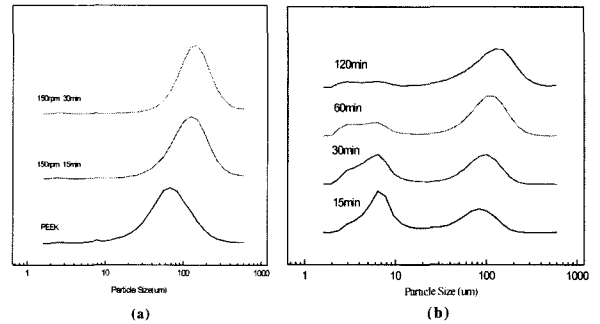 150rpm 30min
150rpm 15min
PEEK
1 10 100 1000
Particle Size(um)
(a)
120min
60min
30min
15min
1 10 100 1000
Particle Size (um)
(b)